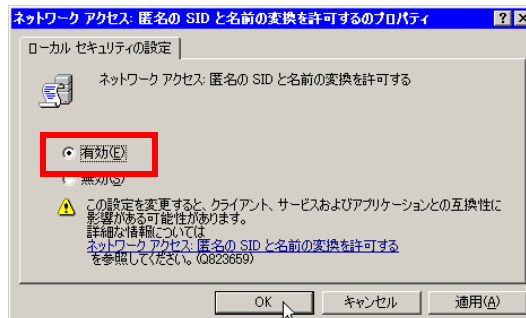 ネットワーク アクセス: 匿名の SID と名前の変換を許可するのプロパティ
ローカル セキュリティの設定
ネットワーク アクセス: 匿名の SID と名前の変換を許可する
有効(E)
無効(S)
この設定を変更すると、クライアント、サービスおよびアプリケーションとの互換性に
影響がある可能性があります。
詳細な情報については
ネットワーク アクセス: 匿名の SID と名前の変換を許可する
を参照してください。(Q823659)
OK
キャンセル
適用(A)